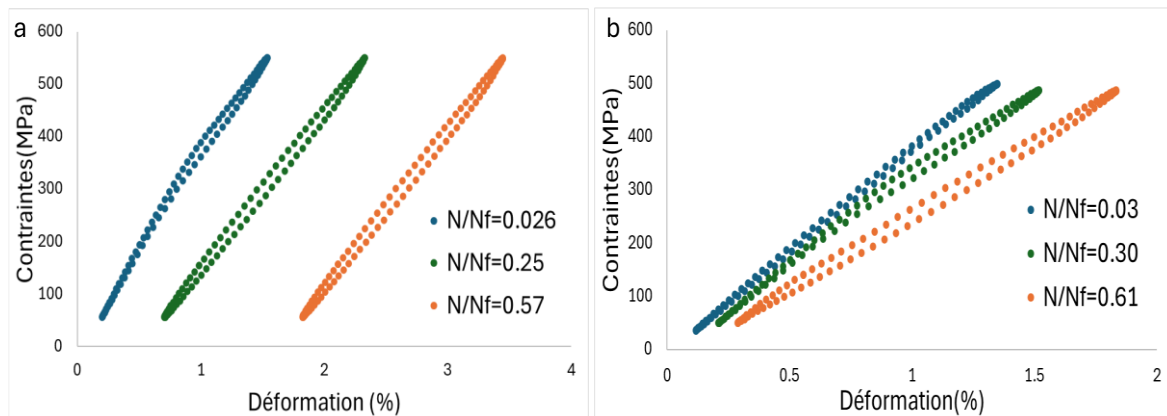 a
600
500
400
300
200
100
0
Contraintes(MPa)
N/Nf=0.026
N/Nf=0.25
N/Nf=0.57
0 1 2 3 4
Déformation (%)
b
600
500
400
300
200
100
0
Contraintes(MPa)
N/Nf=0.03
N/Nf=0.30
N/Nf=0.61
0 0.5 1 1.5 2
Déformation(%)